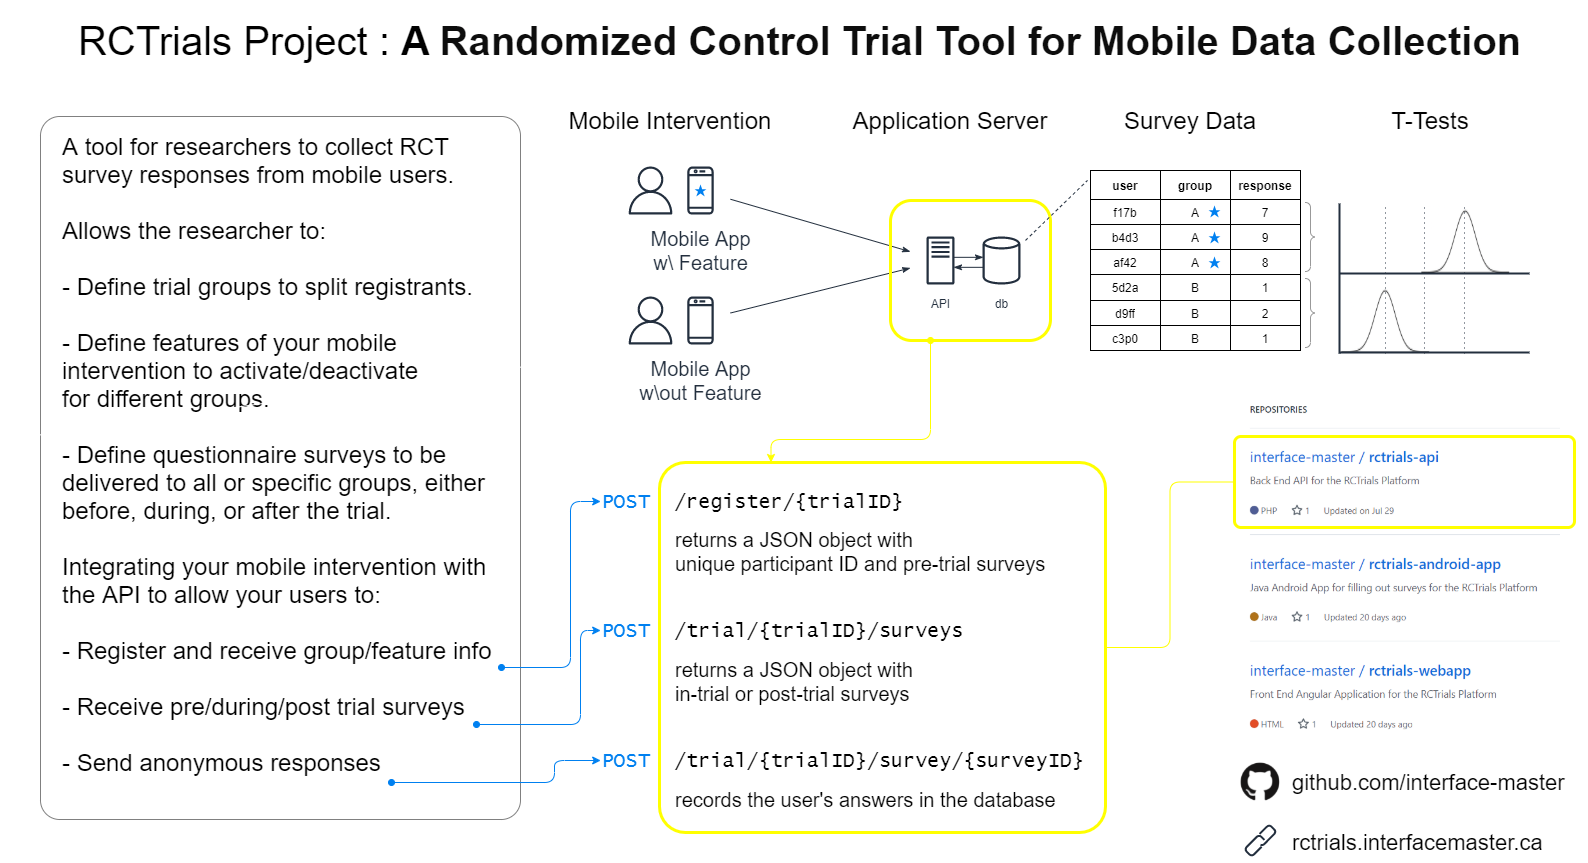 RCTrials Project : A Randomized Control Trial Tool for Mobile Data Collection
A tool for researchers to collect RCT
survey responses from mobile users.
Allows the researcher to:
- Define trial groups to split registrants.
- Define features of your mobile
intervention to activate/deactivate
for different groups.
- Define questionnaire surveys to be
delivered to all or specific groups, either
before, during, or after the trial.
Integrating your mobile intervention with
the API to allow your users to:
- Register and receive group/feature info
- Receive pre/during/post trial surveys
- Send anonymous responses
Mobile Intervention
Mobile App
w\ Feature
Mobile App
w\out Feature
Application Server
API
db
Survey Data
user group response
f17b A 7
b4d3 A 9
af42 A 8
5d2a B 1
d9ff B 2
c3p0 B 1
T-Tests
POST /register/{trialID}
returns a JSON object with
unique participant ID and pre-trial surveys
POST /trial/{trialID}/surveys
returns a JSON object with
in-trial or post-trial surveys
POST /trial/{trialID}/survey/{surveyID}
records the user's answers in the database
REPOSITORIES
interface-master / rctrials-api
Back End API for the RCTrials Platform
PHP 1 Updated on Jul 29
interface-master / rctrials-android-app
Java Android App for filling out surveys for the RCTrials Platform
Java 1 Updated 20 days ago
interface-master / rctrials-webapp
Front End Angular Application for the RCTrials Platform
HTML 1 Updated 20 days ago
github.com/interface-master
rctrials.interfacemaster.ca